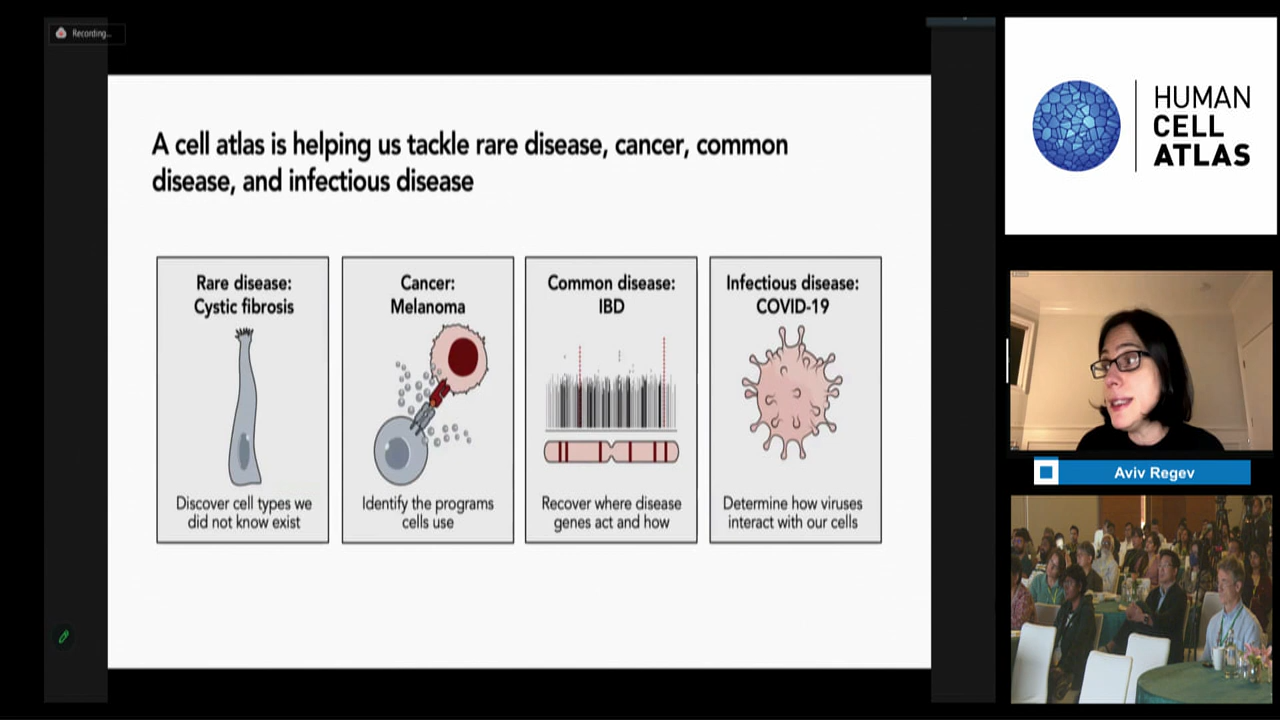 Recording...
A cell atlas is helping us tackle rare disease, cancer, common
disease, and infectious disease
Rare disease:
Cystic fibrosis
Discover cell types we
did not know exist
Cancer:
Melanoma
Identify the programs
cells use
Common disease:
IBD
Recover where disease
genes act and how
Infectious disease:
COVID-19
Determine how viruses
interact with our cells
HUMAN
CELL
ATLAS
Aviv Regev